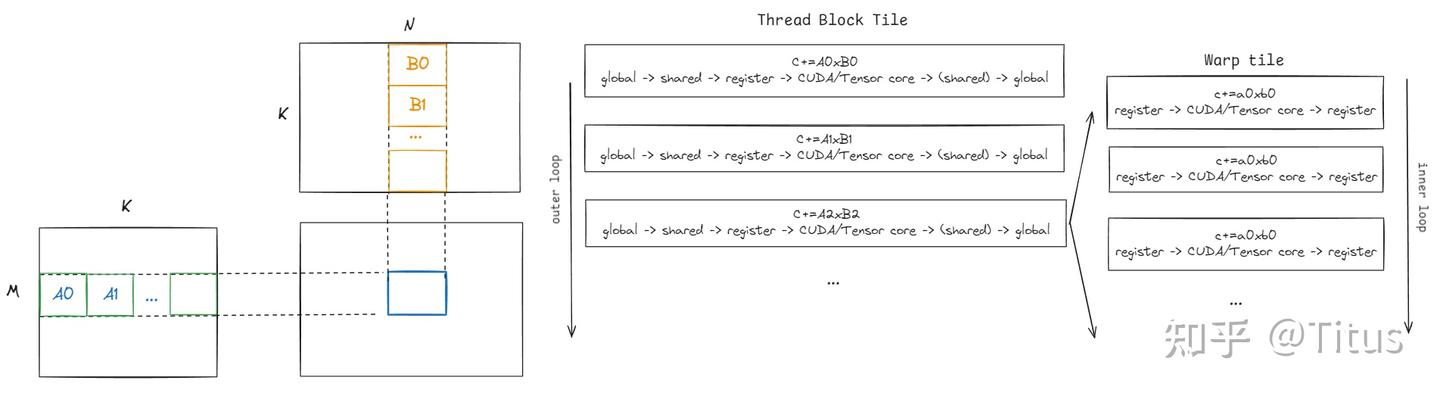 N
K
B0
B1
...
K
M
A0
A1
...
Thread Block Tile
outer loop
C+=A0xB0
global -> shared -> register -> CUDA/Tensor core -> (shared) -> global
C+=A1xB1
global -> shared -> register -> CUDA/Tensor core -> (shared) -> global
C+=A2xB2
global -> shared -> register -> CUDA/Tensor core -> (shared) -> global
...
Warp tile
c+=a0xb0
register -> CUDA/Tensor core -> register
c+=a0xb0
register -> CUDA/Tensor core -> register
c+=a0xb0
register -> CUDA/Tensor core -> register
...
inner loop
知乎 @Titus